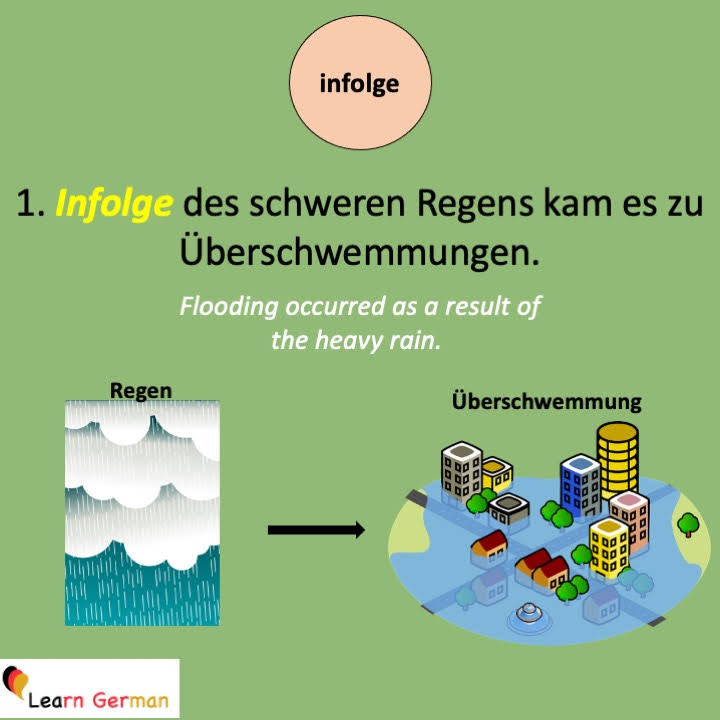 infolge
1. Infolge des schweren Regens kam es zu
Überschwemmungen.
Flooding occurred as a result of
the heavy rain.
Regen
Überschwemmung
Learn German